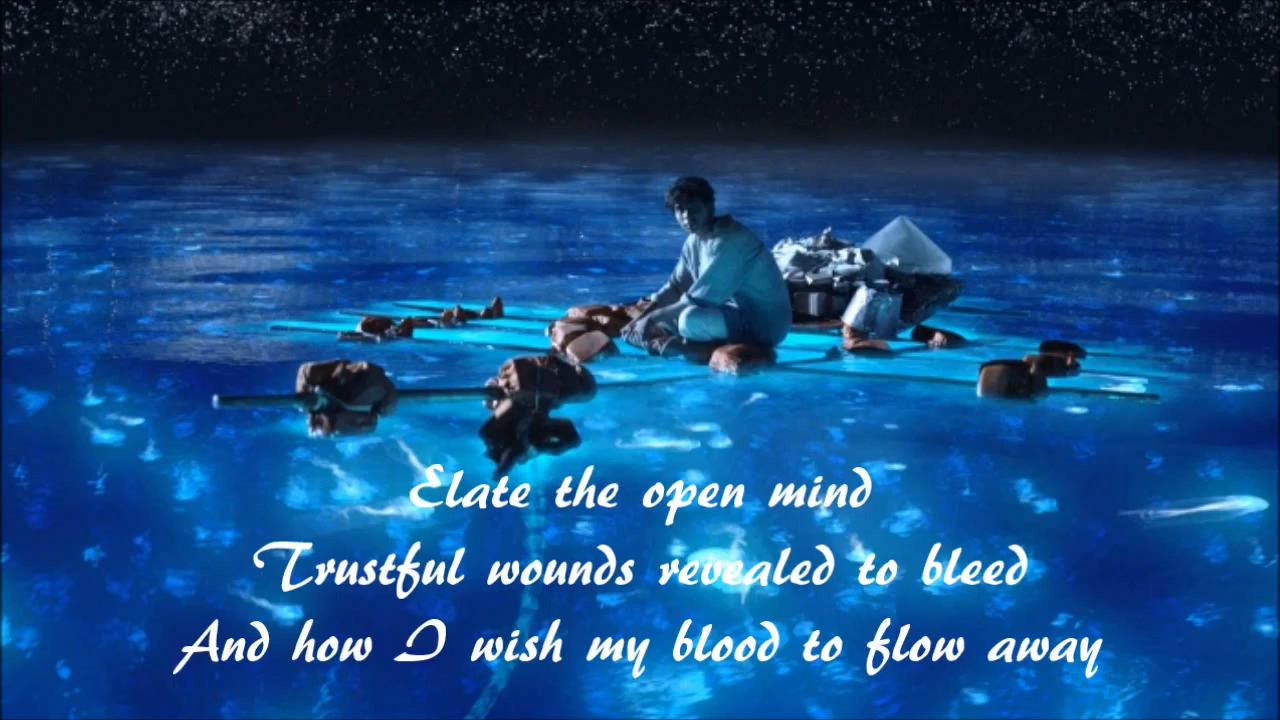 Elate the open mind
Trustful wounds revealed to bleed
And how I wish my blood to flow away